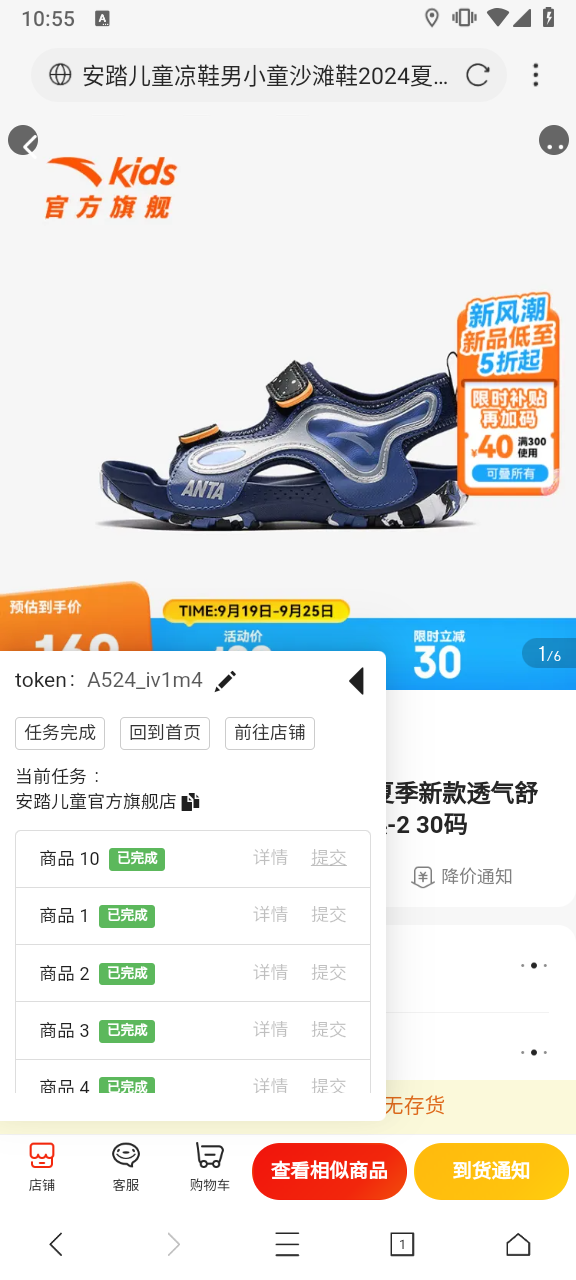 10:55
A
安踏儿童凉鞋男小童沙滩鞋2024夏...
kids
官方旗舰
新风潮
新品低至
5折起
限时补贴
再加码
¥40 满300
使用
可叠所有
ANTA
预估到手价
TIME:9月19日-9月25日
活动价
限时立减
30
1/6
token: A524_iv1m4
任务完成 回到首页 前往店铺
当前任务：
安踏儿童官方旗舰店
夏季新款透气舒
-2 30码
降价通知
商品 10 已完成 详情 提交
商品 1 已完成 详情 提交
商品 2 已完成 详情 提交
商品 3 已完成 详情 提交
商品 4 已完成 详情 提交
无存货
店铺 客服 购物车 查看相似商品 到货通知
1